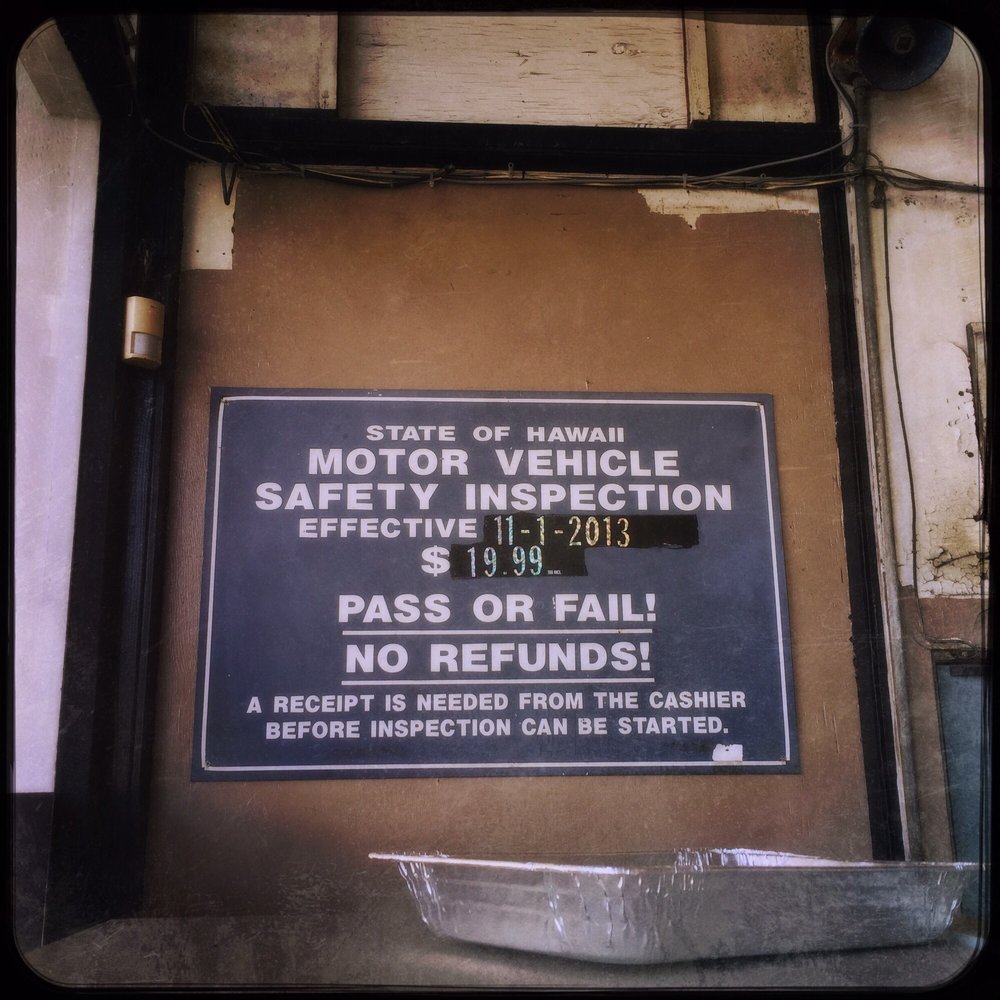 STATE OF HAWAII
MOTOR VEHICLE
SAFETY INSPECTION
EFFECTIVE 11-1-2013
$ 19.99
PASS OR FAIL!
NO REFUNDS!
A RECEIPT IS NEEDED FROM THE CASHIER
BEFORE INSPECTION CAN BE STARTED.